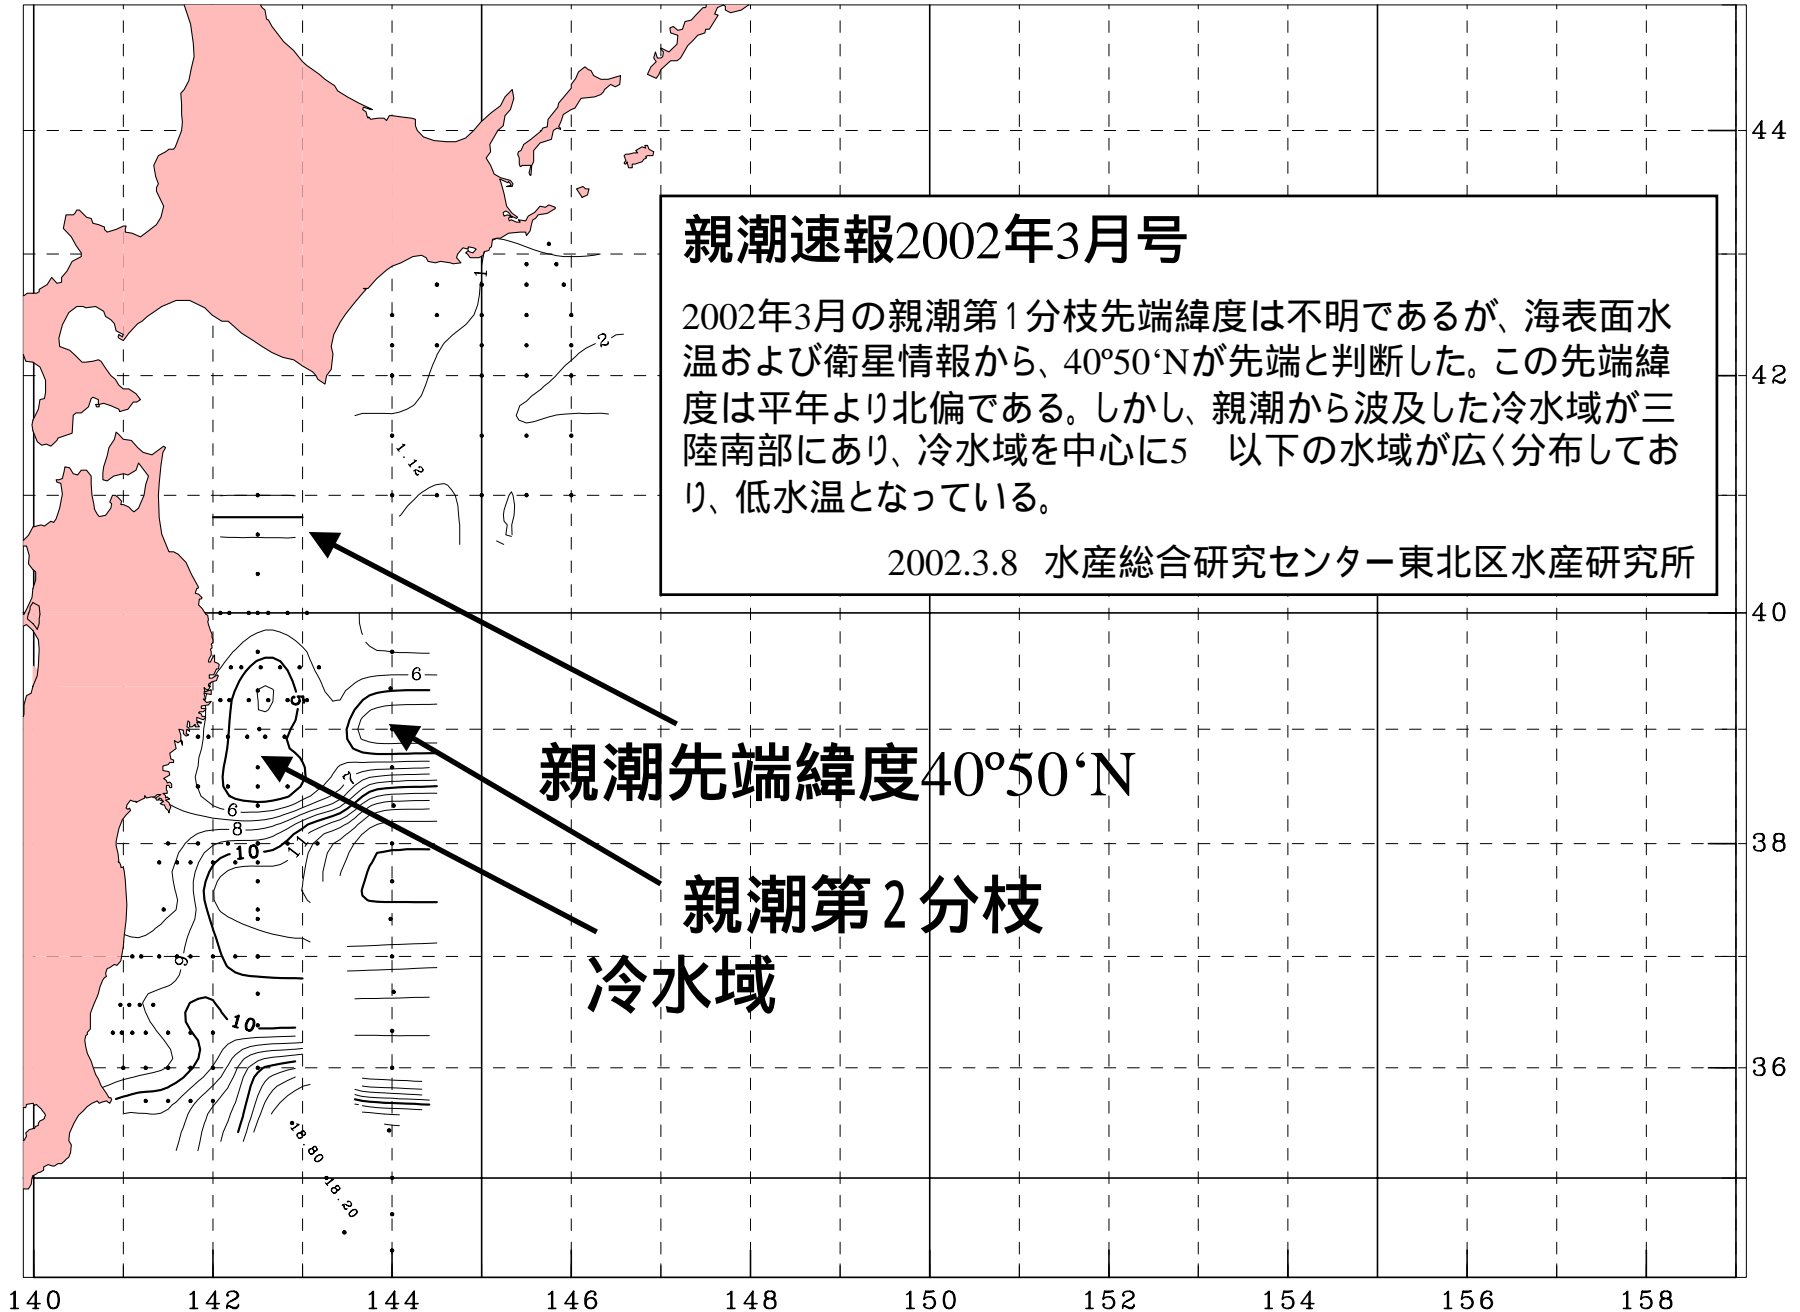 44
親潮速報2002年3月号
2002年3月の親潮第1分枝先端緯度は不明であるが、海表面水
温および衛星情報から、40º50‘Nが先端と判断した。この先端緯
度は平年より北偏である。しかし、親潮から波及した冷水域が三
陸南部にあり、冷水域を中心に5　以下の水域が広く分布してお
り、低水温となっている。
2002.3.8 水産総合研究センター東北区水産研究所
1
2
42
1.12
40
6
5
親潮先端緯度40º50‘N
7
6
8
10
11
38
親潮第2分枝
9
冷水域
10
36
18.80
18.20
140 142 144 146 148 150 152 154 156 158